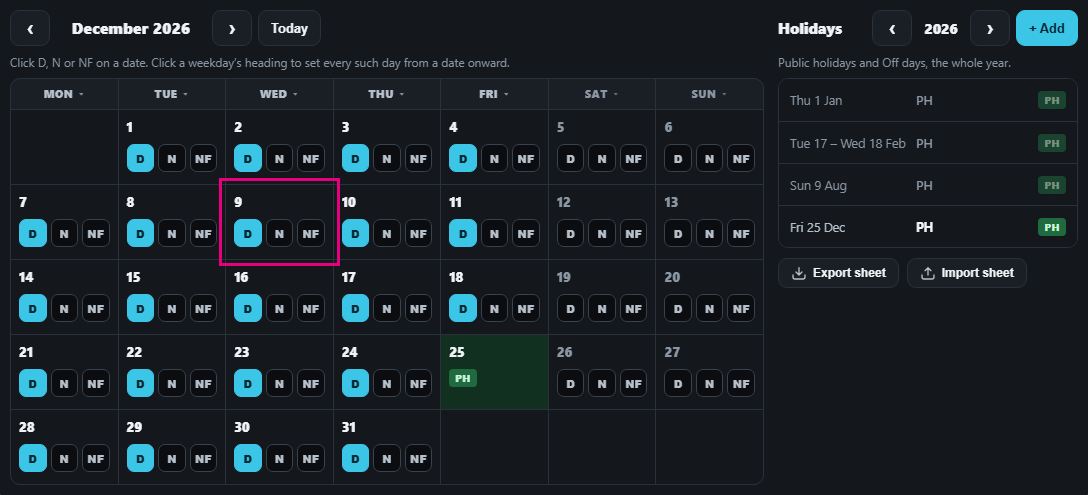 ‹ December 2026 › Today
Click D, N or NF on a date. Click a weekday's heading to set every such day from a date onward.
MON TUE WED THU FRI SAT SUN
1 2 3 4 5 6
D N NF D N NF D N NF D N NF D N NF D N NF
7 8 9 10 11 12 13
D N NF D N NF D N NF D N NF D N NF D N NF D N NF
14 15 16 17 18 19 20
D N NF D N NF D N NF D N NF D N NF D N NF D N NF
21 22 23 24 25 26 27
D N NF D N NF D N NF D N NF PH D N NF D N NF
28 29 30 31
D N NF D N NF D N NF D N NF
Holidays ‹ 2026 › + Add
Public holidays and Off days, the whole year.
Thu 1 Jan PH PH
Tue 17 – Wed 18 Feb PH PH
Sun 9 Aug PH PH
Fri 25 Dec PH PH
Export sheet Import sheet